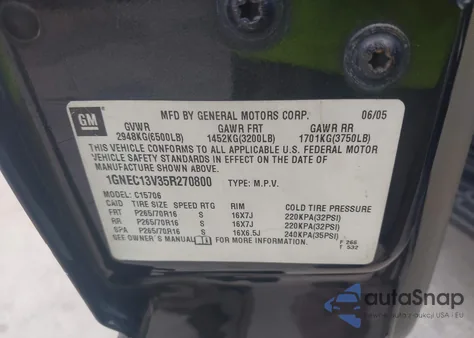 GM
MFD BY GENERAL MOTORS CORP. 06/05
GVWR GAWR FRT GAWR RR
2948KG(6500LB) 1452KG(3200LB) 1701KG(3750LB)
THIS VEHICLE CONFORMS TO ALL APPLICABLE U.S. FEDERAL MOTOR
VEHICLE SAFETY STANDARDS IN EFFECT ON THE DATE OF
MANUFACTURE SHOWN ABOVE.
1GNEC13V35R270800 TYPE: M.P.V.
MODEL: C15706
TIRE SIZE SPEED RTG RIM COLD TIRE PRESSURE
FRT P265/70R16 S 16X7J 220KPA(32PSI)
RR P265/70R16 S 16X7J 220KPA(32PSI)
SPA P265/70R16 S 16X6.5J 240KPA(35PSI)
SEE OWNER'S MANUAL FOR MORE INFORMATION.
532
autoSnap
USA | EU